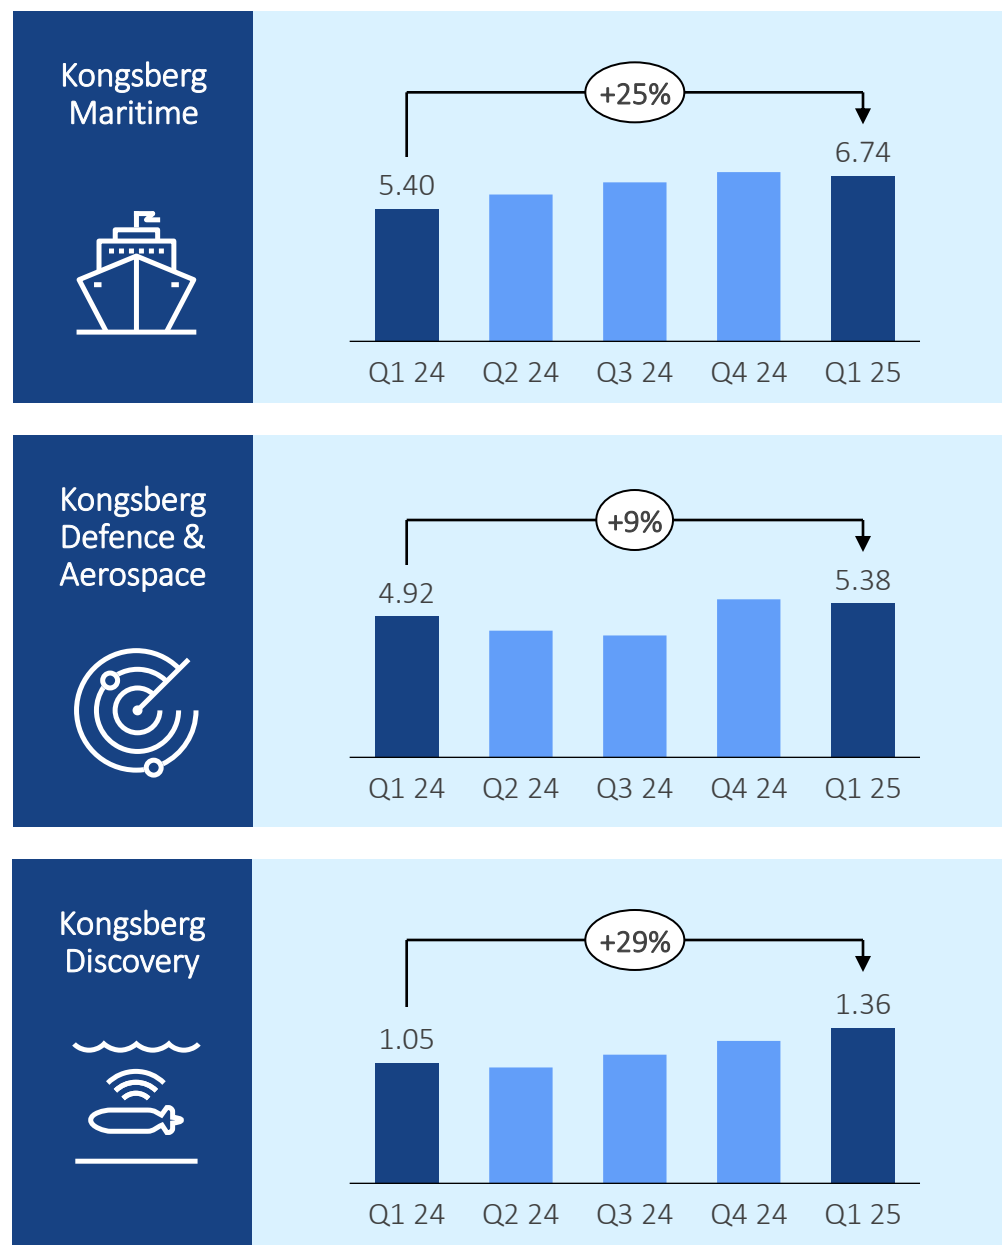 Kongsberg
Maritime
+25%
5.40
6.74
Q1 24 Q2 24 Q3 24 Q4 24 Q1 25
Kongsberg
Defence &
Aerospace
+9%
4.92
5.38
Q1 24 Q2 24 Q3 24 Q4 24 Q1 25
Kongsberg
Discovery
+29%
1.05
1.36
Q1 24 Q2 24 Q3 24 Q4 24 Q1 25